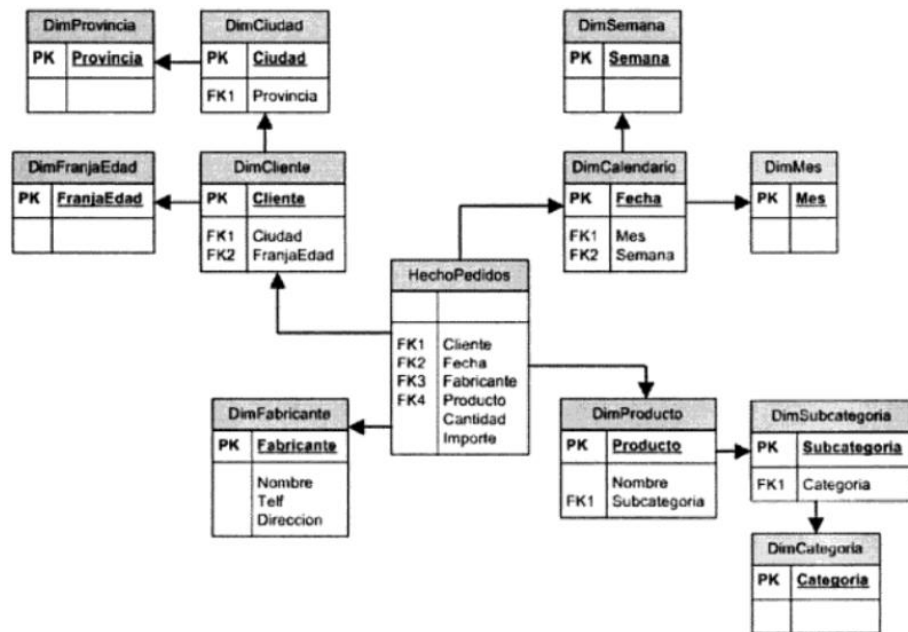 DimProvincia
PK Provincia
DimCiudad
PK Ciudad
FK1 Provincia
DimSemana
PK Semana
DimFranjaEdad
PK FranjaEdad
DimCliente
PK Cliente
FK1 Ciudad
FK2 FranjaEdad
DimCalendario
PK Fecha
FK1 Mes
FK2 Semana
DimMes
PK Mes
HechoPedidos
FK1 Cliente
FK2 Fecha
FK3 Fabricante
FK4 Producto
Cantidad
Importe
DimFabricante
PK Fabricante
Nombre
Telf
Direccion
DimProducto
PK Producto
Nombre
FK1 Subcategoria
DimSubcategoria
PK Subcategoria
FK1 Categoria
DimCategoria
PK Categoria